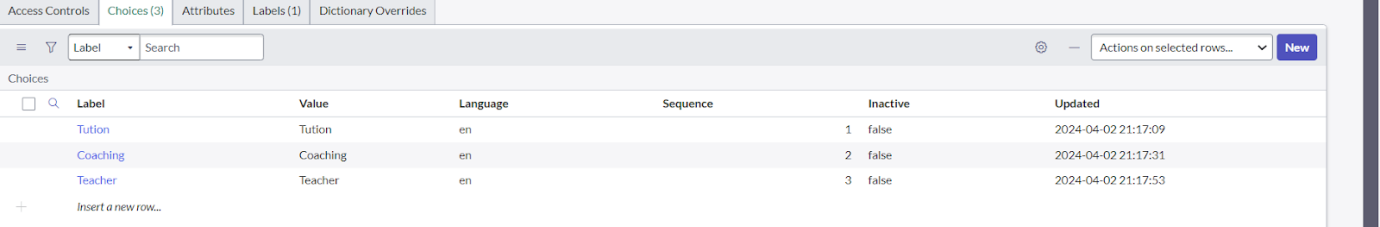 Access Controls Choices (3) Attributes Labels (1) Dictionary Overrides
Label Search Actions on selected rows... New
Choices
Label Value Language Sequence Inactive Updated
Tution Tution en 1 false 2024-04-02 21:17:09
Coaching Coaching en 2 false 2024-04-02 21:17:31
Teacher Teacher en 3 false 2024-04-02 21:17:53
Insert a new row...